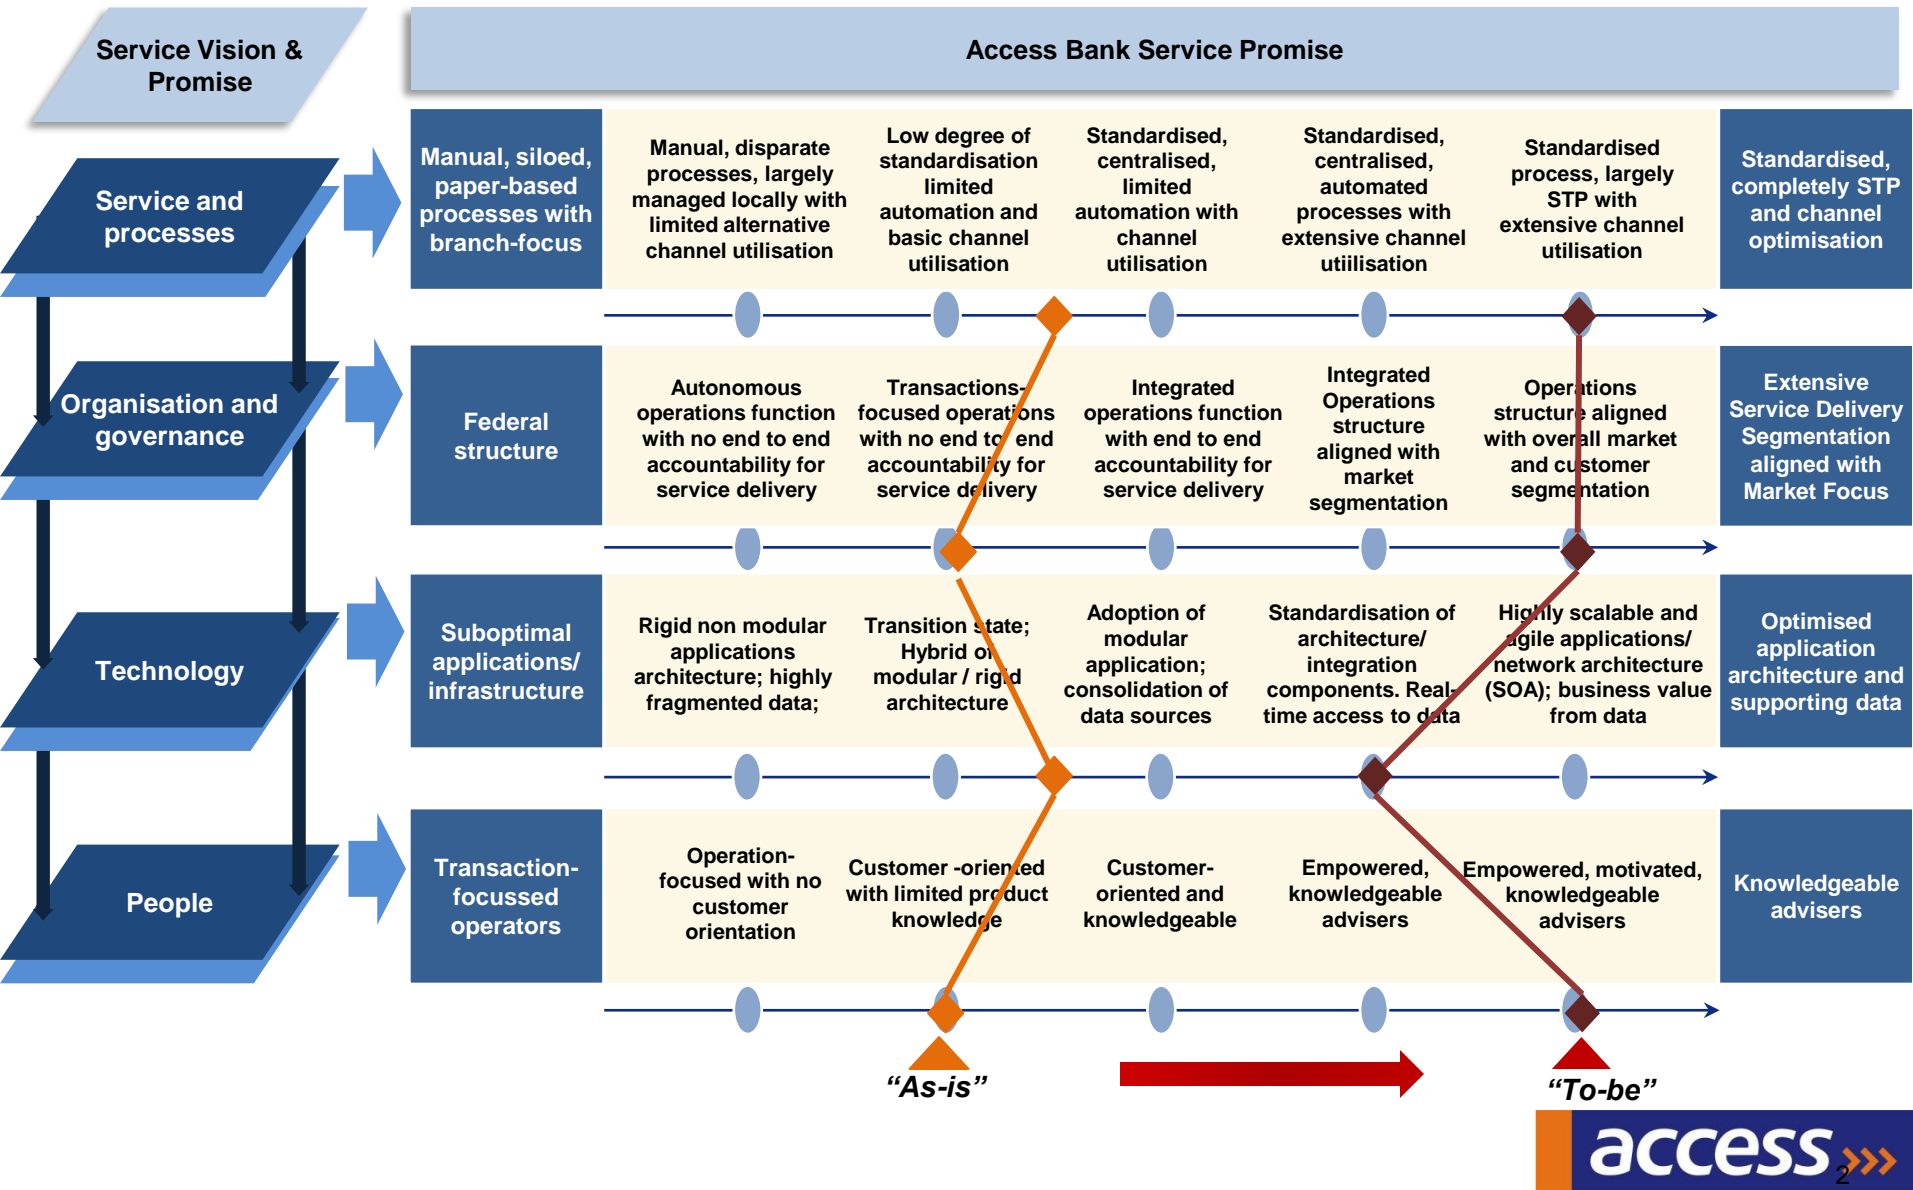 Service Vision &
Promise
Access Bank Service Promise
Service and
processes
Manual, siloed,
paper-based
processes with
branch-focus
Manual, disparate
processes, largely
managed locally with
limited alternative
channel utilisation
Low degree of
standardisation
limited
automation and
basic channel
utilisation
Standardised,
centralised,
limited
automation with
channel
utilisation
Standardised,
centralised,
automated
processes with
extensive channel
utiilisation
Standardised
process, largely
STP with
extensive channel
utilisation
Standardised,
completely STP
and channel
optimisation
Organisation and
governance
Federal
structure
Autonomous
operations function
with no end to end
accountability for
service delivery
Transactions-
focused operations
with no end to end
accountability for
service delivery
Integrated
operations function
with end to end
accountability for
service delivery
Integrated
Operations
structure
aligned with
market
segmentation
Operations
structure aligned
with overall market
and customer
segmentation
Extensive
Service Delivery
Segmentation
aligned with
Market Focus
Technology
Suboptimal
applications/
infrastructure
Rigid non modular
applications
architecture; highly
fragmented data;
Transition state;
Hybrid of
modular / rigid
architecture
Adoption of
modular
application;
consolidation of
data sources
Standardisation of
architecture/
integration
components. Real-
time access to data
Highly scalable and
agile applications/
network architecture
(SOA); business value
from data
Optimised
application
architecture and
supporting data
People
Transaction-
focussed
operators
Operation-
focused with no
customer
orientation
Customer -oriented
with limited product
knowledge
Customer-
oriented and
knowledgeable
Empowered,
knowledgeable
advisers
Empowered, motivated,
knowledgeable
advisers
Knowledgeable
advisers
“As-is”
“To-be”
access
2